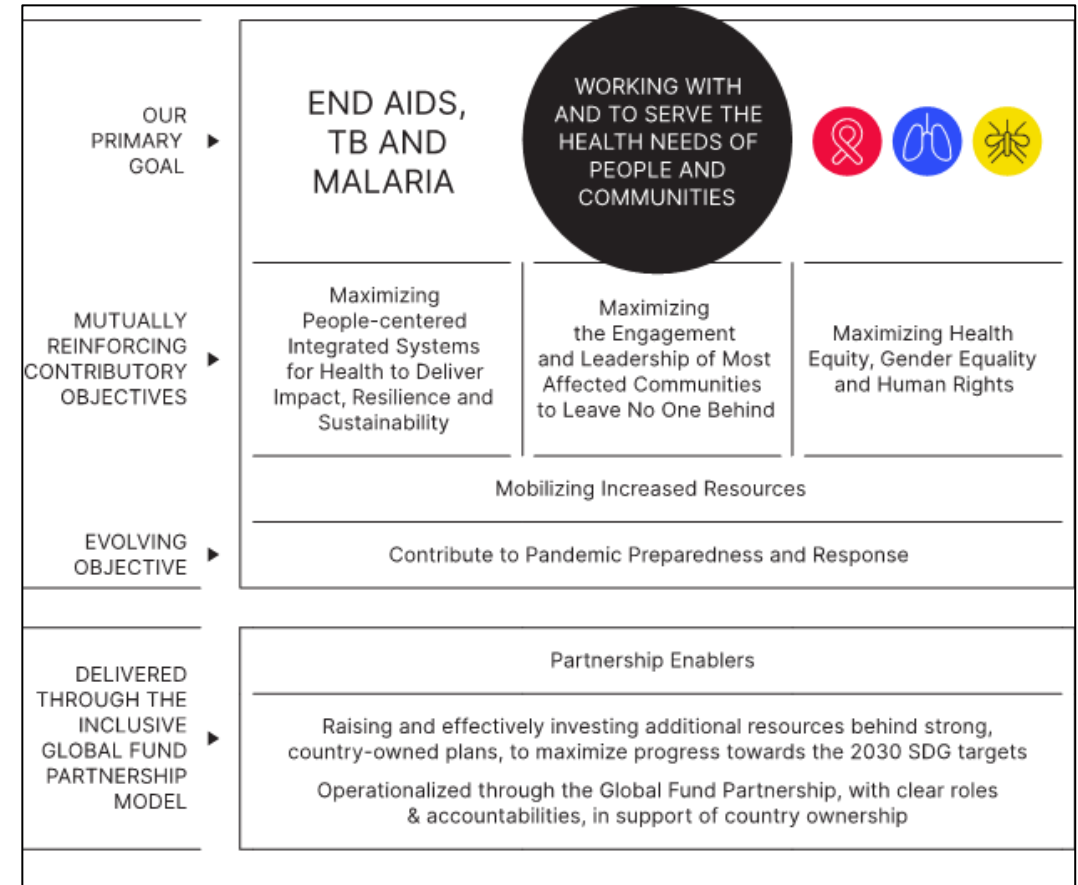 OUR
PRIMARY
GOAL
END AIDS,
TB AND
MALARIA
WORKING WITH
AND TO SERVE THE
HEALTH NEEDS OF
PEOPLE AND
COMMUNITIES
MUTUALLY
REINFORCING
CONTRIBUTORY
OBJECTIVES
Maximizing
People-centered
Integrated Systems
for Health to Deliver
Impact, Resilience and
Sustainability
Maximizing
the Engagement
and Leadership of Most
Affected Communities
to Leave No One Behind
Maximizing Health
Equity, Gender Equality
and Human Rights
Mobilizing Increased Resources
EVOLVING
OBJECTIVE
Contribute to Pandemic Preparedness and Response
DELIVERED
THROUGH THE
INCLUSIVE
GLOBAL FUND
PARTNERSHIP
MODEL
Partnership Enablers
Raising and effectively investing additional resources behind strong,
country-owned plans, to maximize progress towards the 2030 SDG targets
Operationalized through the Global Fund Partnership, with clear roles
& accountabilities, in support of country ownership